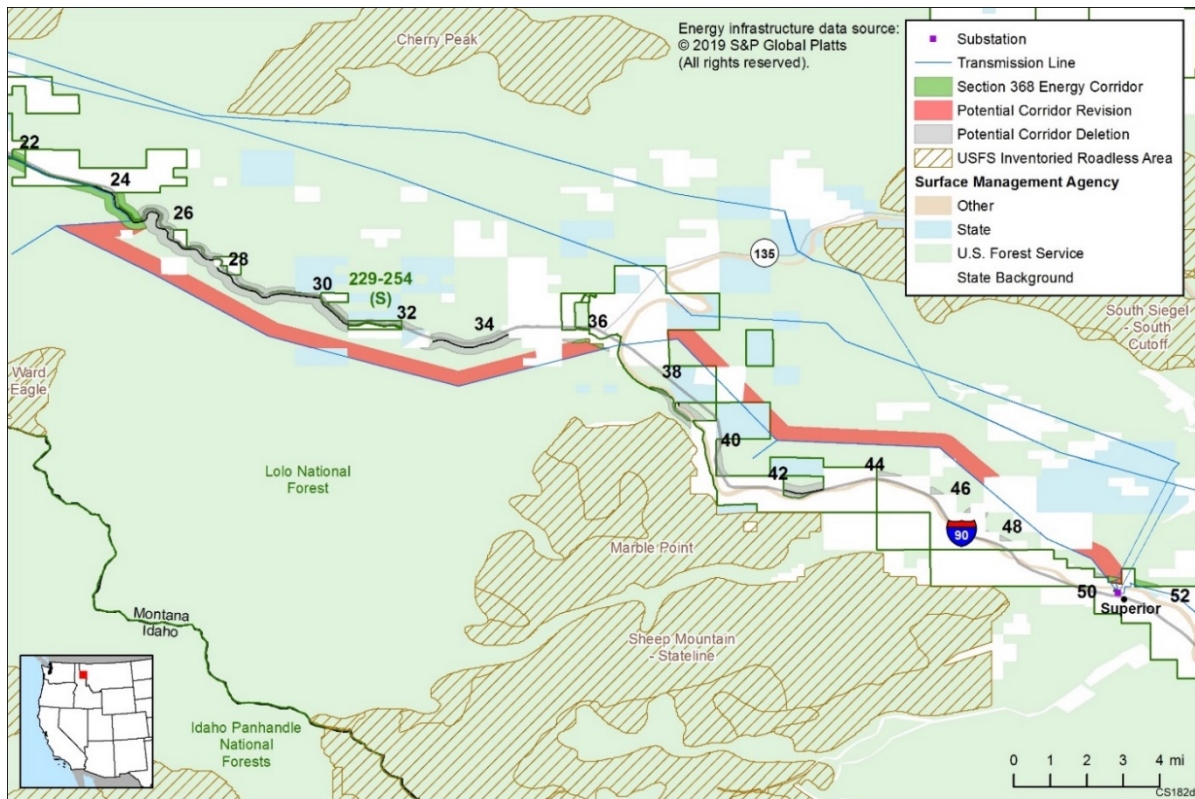 Cherry Peak
Energy infrastructure data source:
© 2019 S&P Global Platts
(All rights reserved).
Substation
Transmission Line
Section 368 Energy Corridor
Potential Corridor Revision
Potential Corridor Deletion
USFS Inventoried Roadless Area
Surface Management Agency
Other
State
U.S. Forest Service
State Background
22
24
26
28
229-254
(S)
30
32
34
36
135
South Siegel
- South
Cutoff
Ward
Eagle
38
40
42
44
46
48
90
Lolo National
Forest
Marble Point
50
52
Superior
Montana
Idaho
Sheep Mountain
- Stateline
Idaho Panhandle
National
Forests
0 1 2 3 4 mi
CS182d